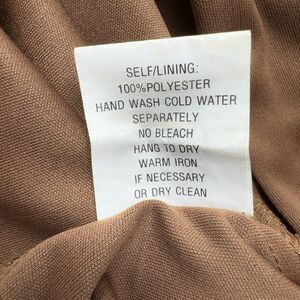 SELF/LINING:
100%POLYESTER
HAND WASH COLD WATER
SEPARATELY
NO BLEACH
HANG TO DRY
WARM IRON
IF NECESSARY
OR DRY CLEAN